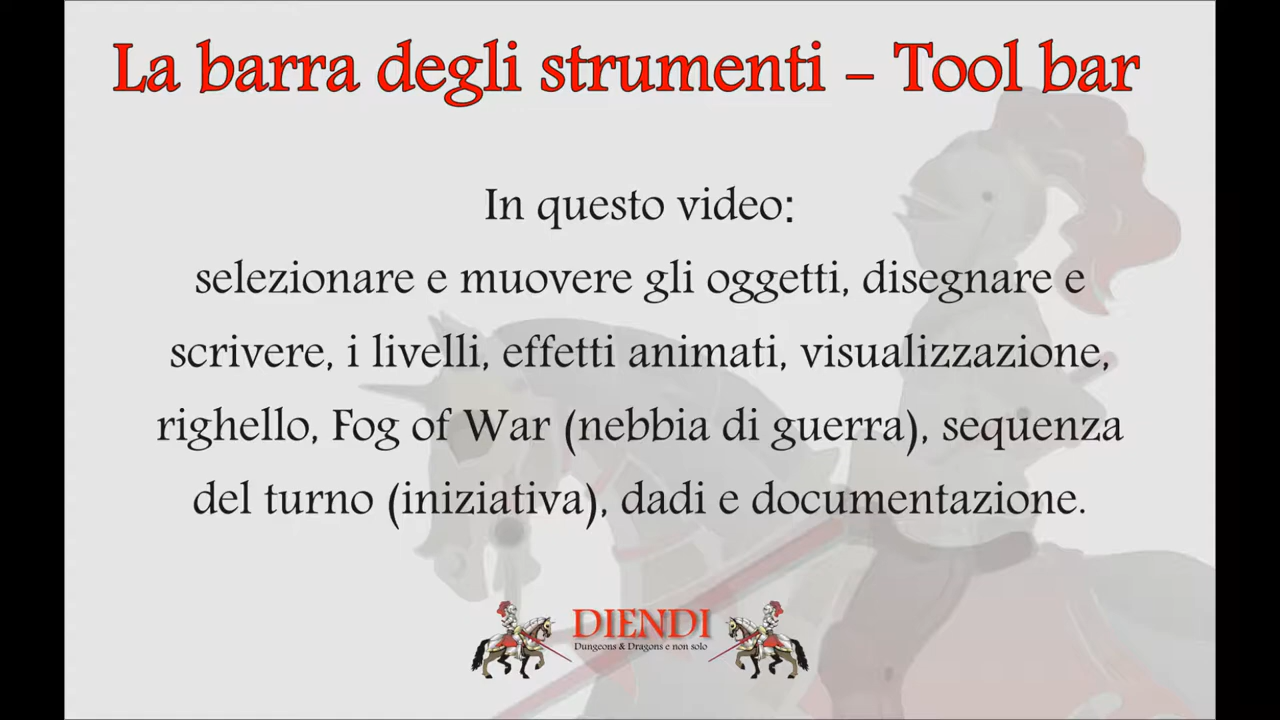 La barra degli strumenti – Tool bar
In questo video:
selezionare e muovere gli oggetti, disegnare e
scrivere, i livelli, effetti animati, visualizzazione,
righello, Fog of War (nebbia di guerra), sequenza
del turno (iniziativa), dadi e documentazione.
DIENDI
Dungeons & Dragons e non solo